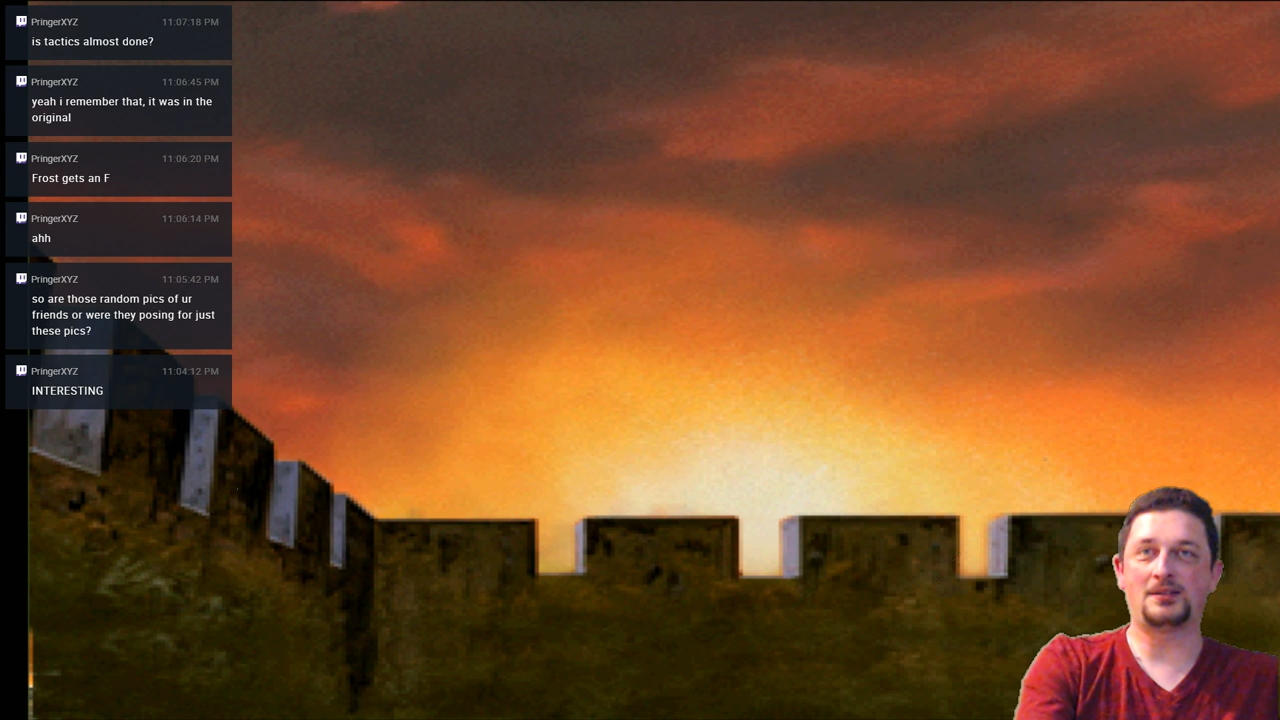 PringerXYZ 11:07:18 PM
is tactics almost done?
PringerXYZ 11:06:45 PM
yeah i remember that, it was in the
original
PringerXYZ 11:06:20 PM
Frost gets an F
PringerXYZ 11:06:14 PM
ahh
PringerXYZ 11:05:42 PM
so are those random pics of ur
friends or were they posing for just
these pics?
PringerXYZ 11:04:12 PM
INTERESTING